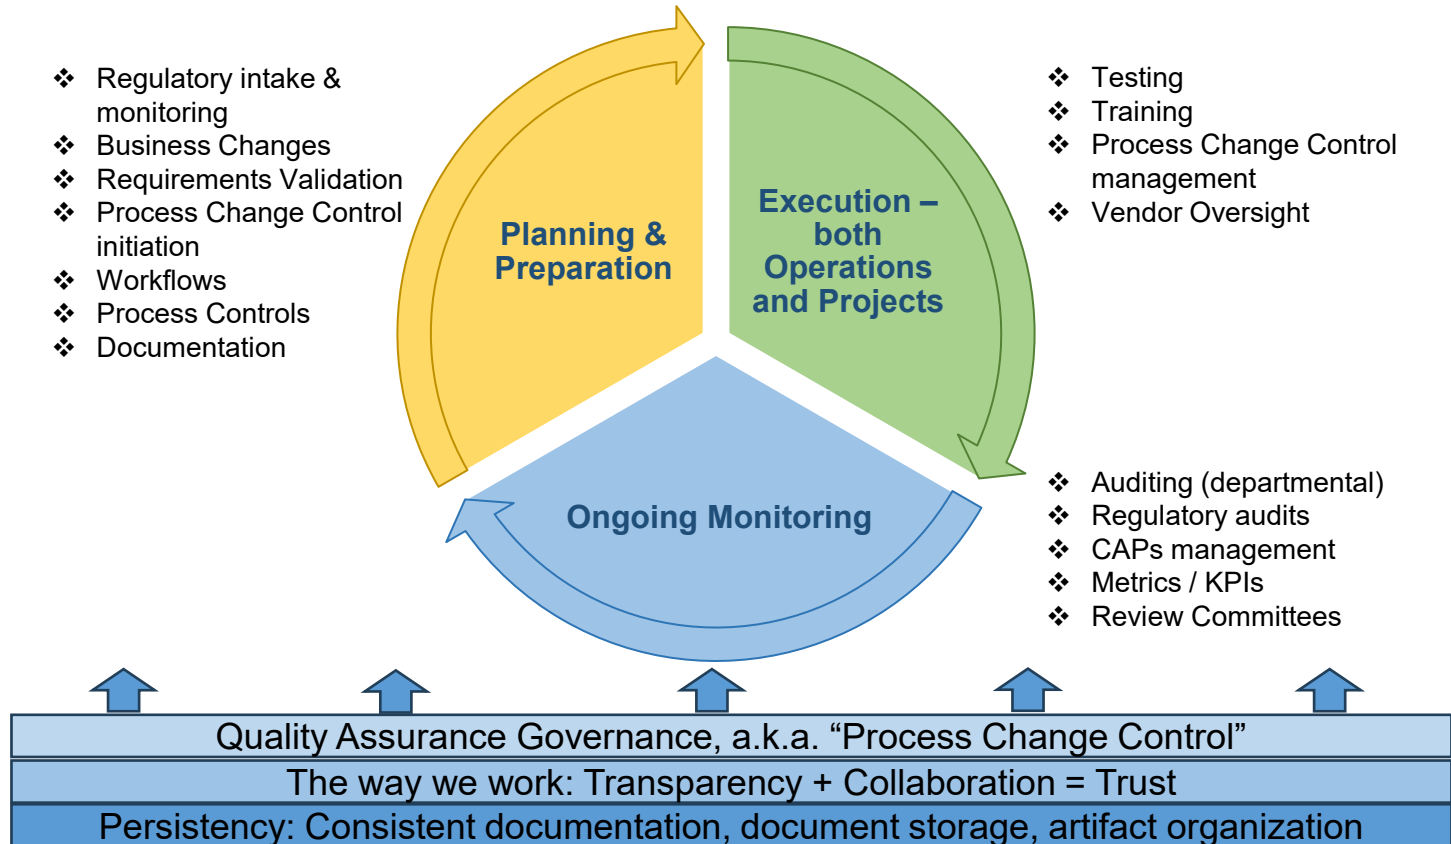 ❖ Regulatory intake &
monitoring
❖ Business Changes
❖ Requirements Validation
❖ Process Change Control
initiation
❖ Workflows
❖ Process Controls
❖ Documentation
Planning &
Preparation
Execution –
both
Operations
and Projects
❖ Testing
❖ Training
❖ Process Change Control
management
❖ Vendor Oversight
Ongoing Monitoring
❖ Auditing (departmental)
❖ Regulatory audits
❖ CAPs management
❖ Metrics / KPIs
❖ Review Committees
Quality Assurance Governance, a.k.a. “Process Change Control”
The way we work: Transparency + Collaboration = Trust
Persistency: Consistent documentation, document storage, artifact organization